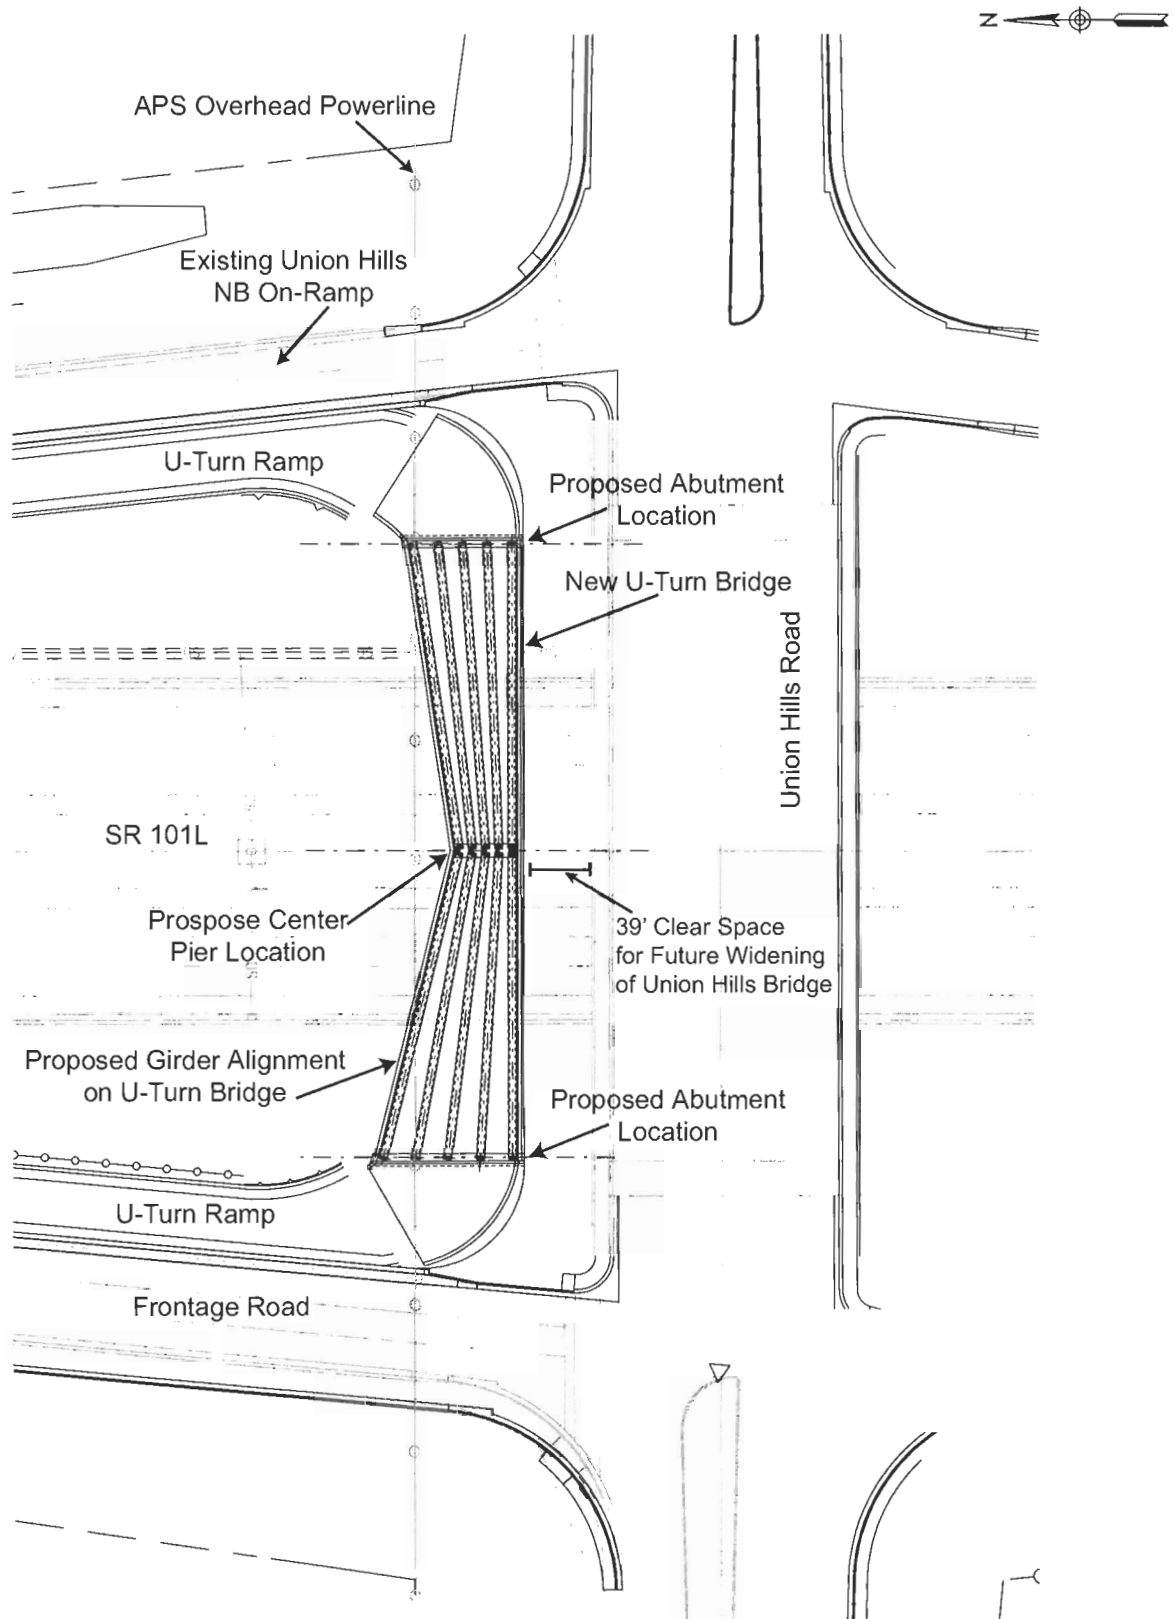 N
APS Overhead Powerline
Existing Union Hills
NB On-Ramp
U-Turn Ramp
Proposed Abutment
Location
New U-Turn Bridge
Union Hills Road
SR 101L
Prospose Center
Pier Location
39' Clear Space
for Future Widening
of Union Hills Bridge
Proposed Girder Alignment
on U-Turn Bridge
Proposed Abutment
Location
U-Turn Ramp
Frontage Road